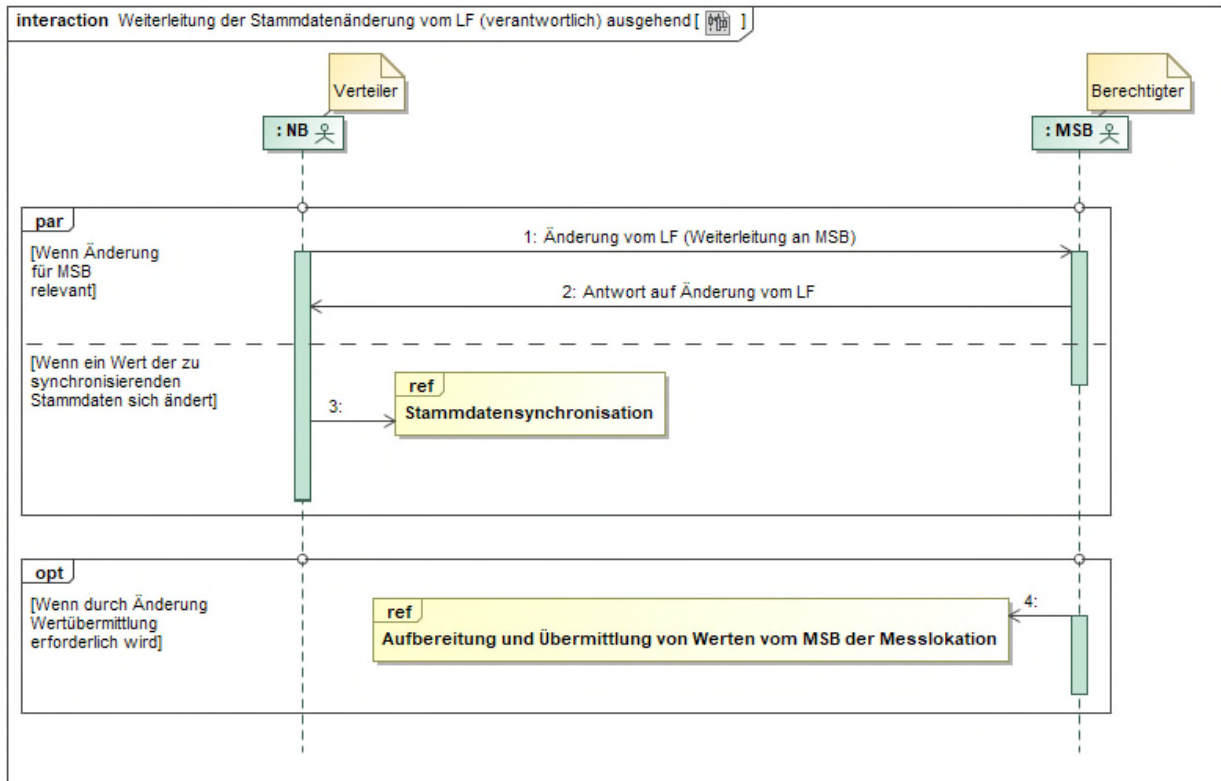 interaction Weiterleitung der Stammdatenänderung vom LF (verantwortlich) ausgehend [ ]
Verteiler
Berechtigter
: NB
: MSB
par
[Wenn Änderung
für MSB
relevant]
1: Änderung vom LF (Weiterleitung an MSB)
2: Antwort auf Änderung vom LF
[Wenn ein Wert der zu
synchronisierenden
Stammdaten sich ändert]
3:
ref
Stammdatensynchronisation
opt
[Wenn durch Änderung
Wertübermittlung
erforderlich wird]
4:
ref
Aufbereitung und Übermittlung von Werten vom MSB der Messlokation